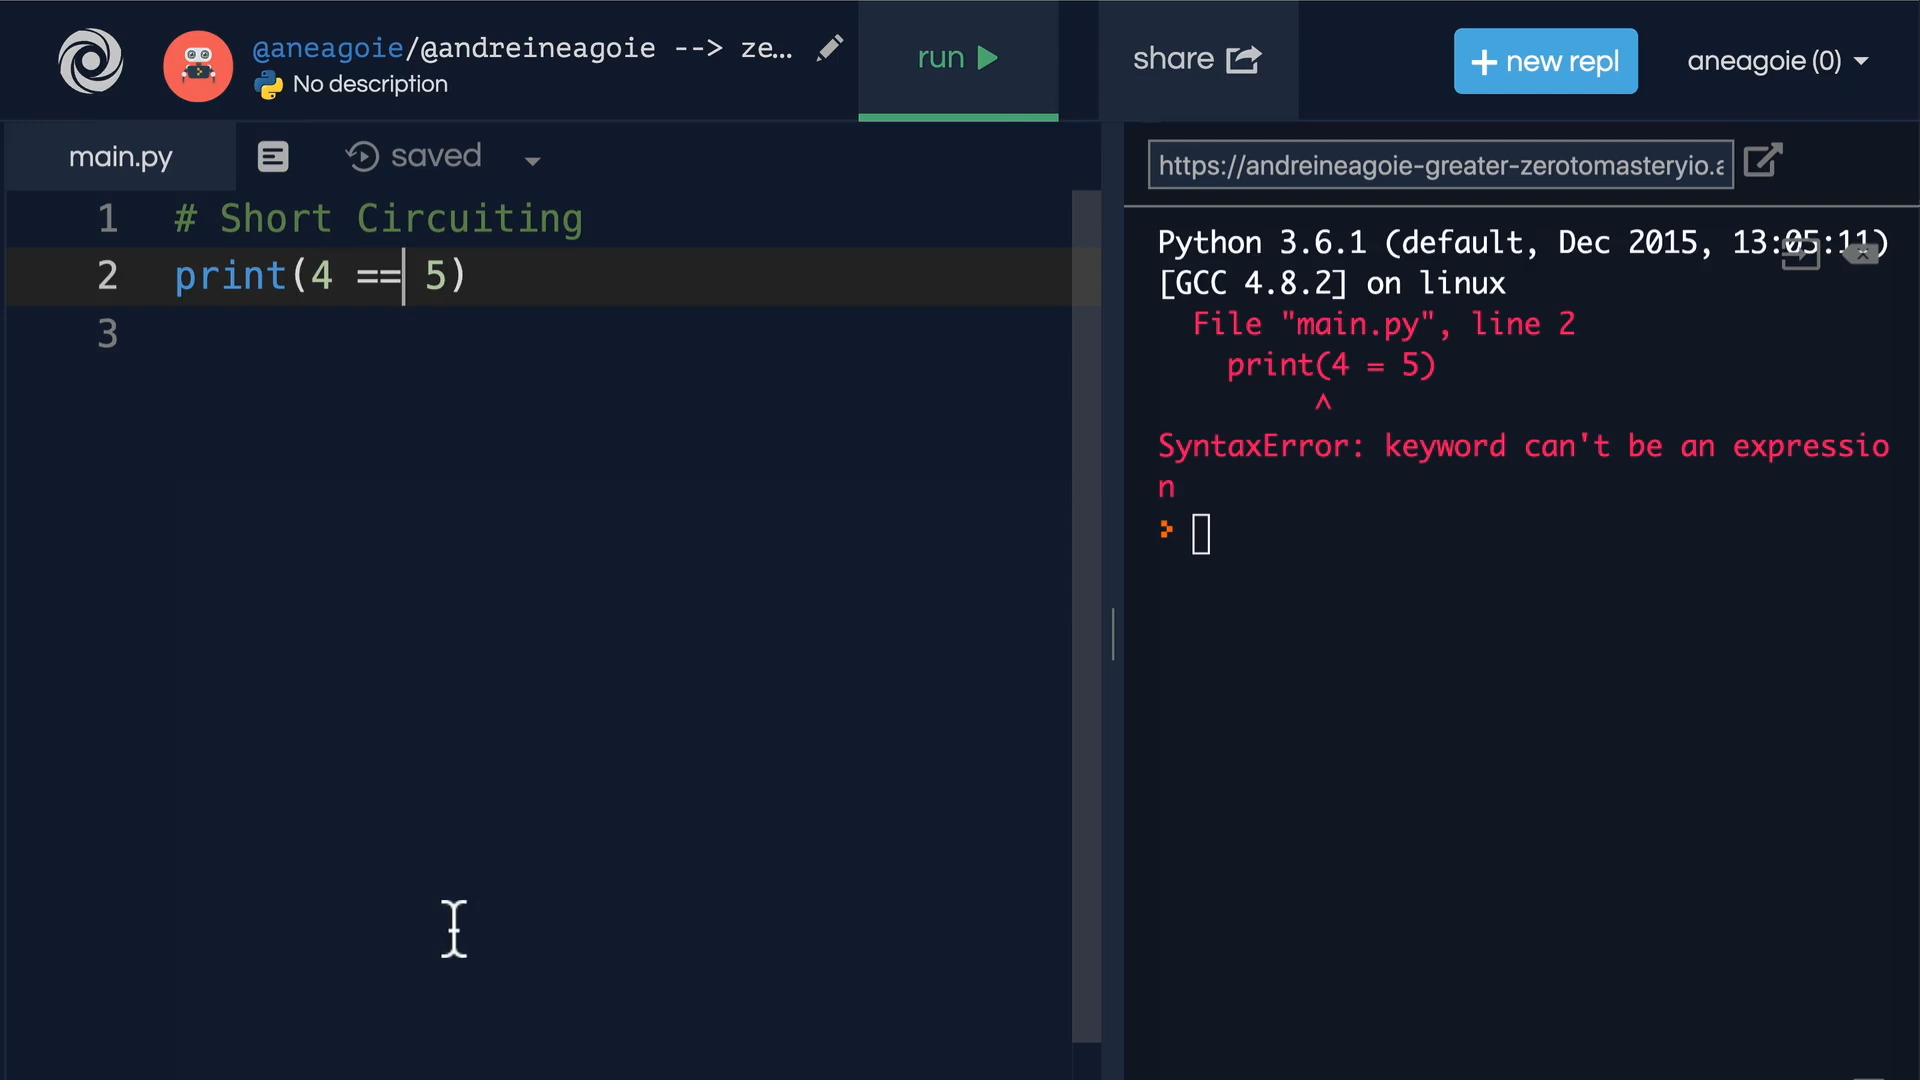 @aneagoie/@andreineagoie --> ze...
No description
run
share
+ new repl
aneagoie (0)
main.py
saved
https://andreineagoie-greater-zerotomasteryio.
1 # Short Circuiting
2 print(4 == 5)
3
Python 3.6.1 (default, Dec 2015, 13:05:11)
[GCC 4.8.2] on linux
File "main.py", line 2
print(4 = 5)
^
SyntaxError: keyword can't be an expressio
n